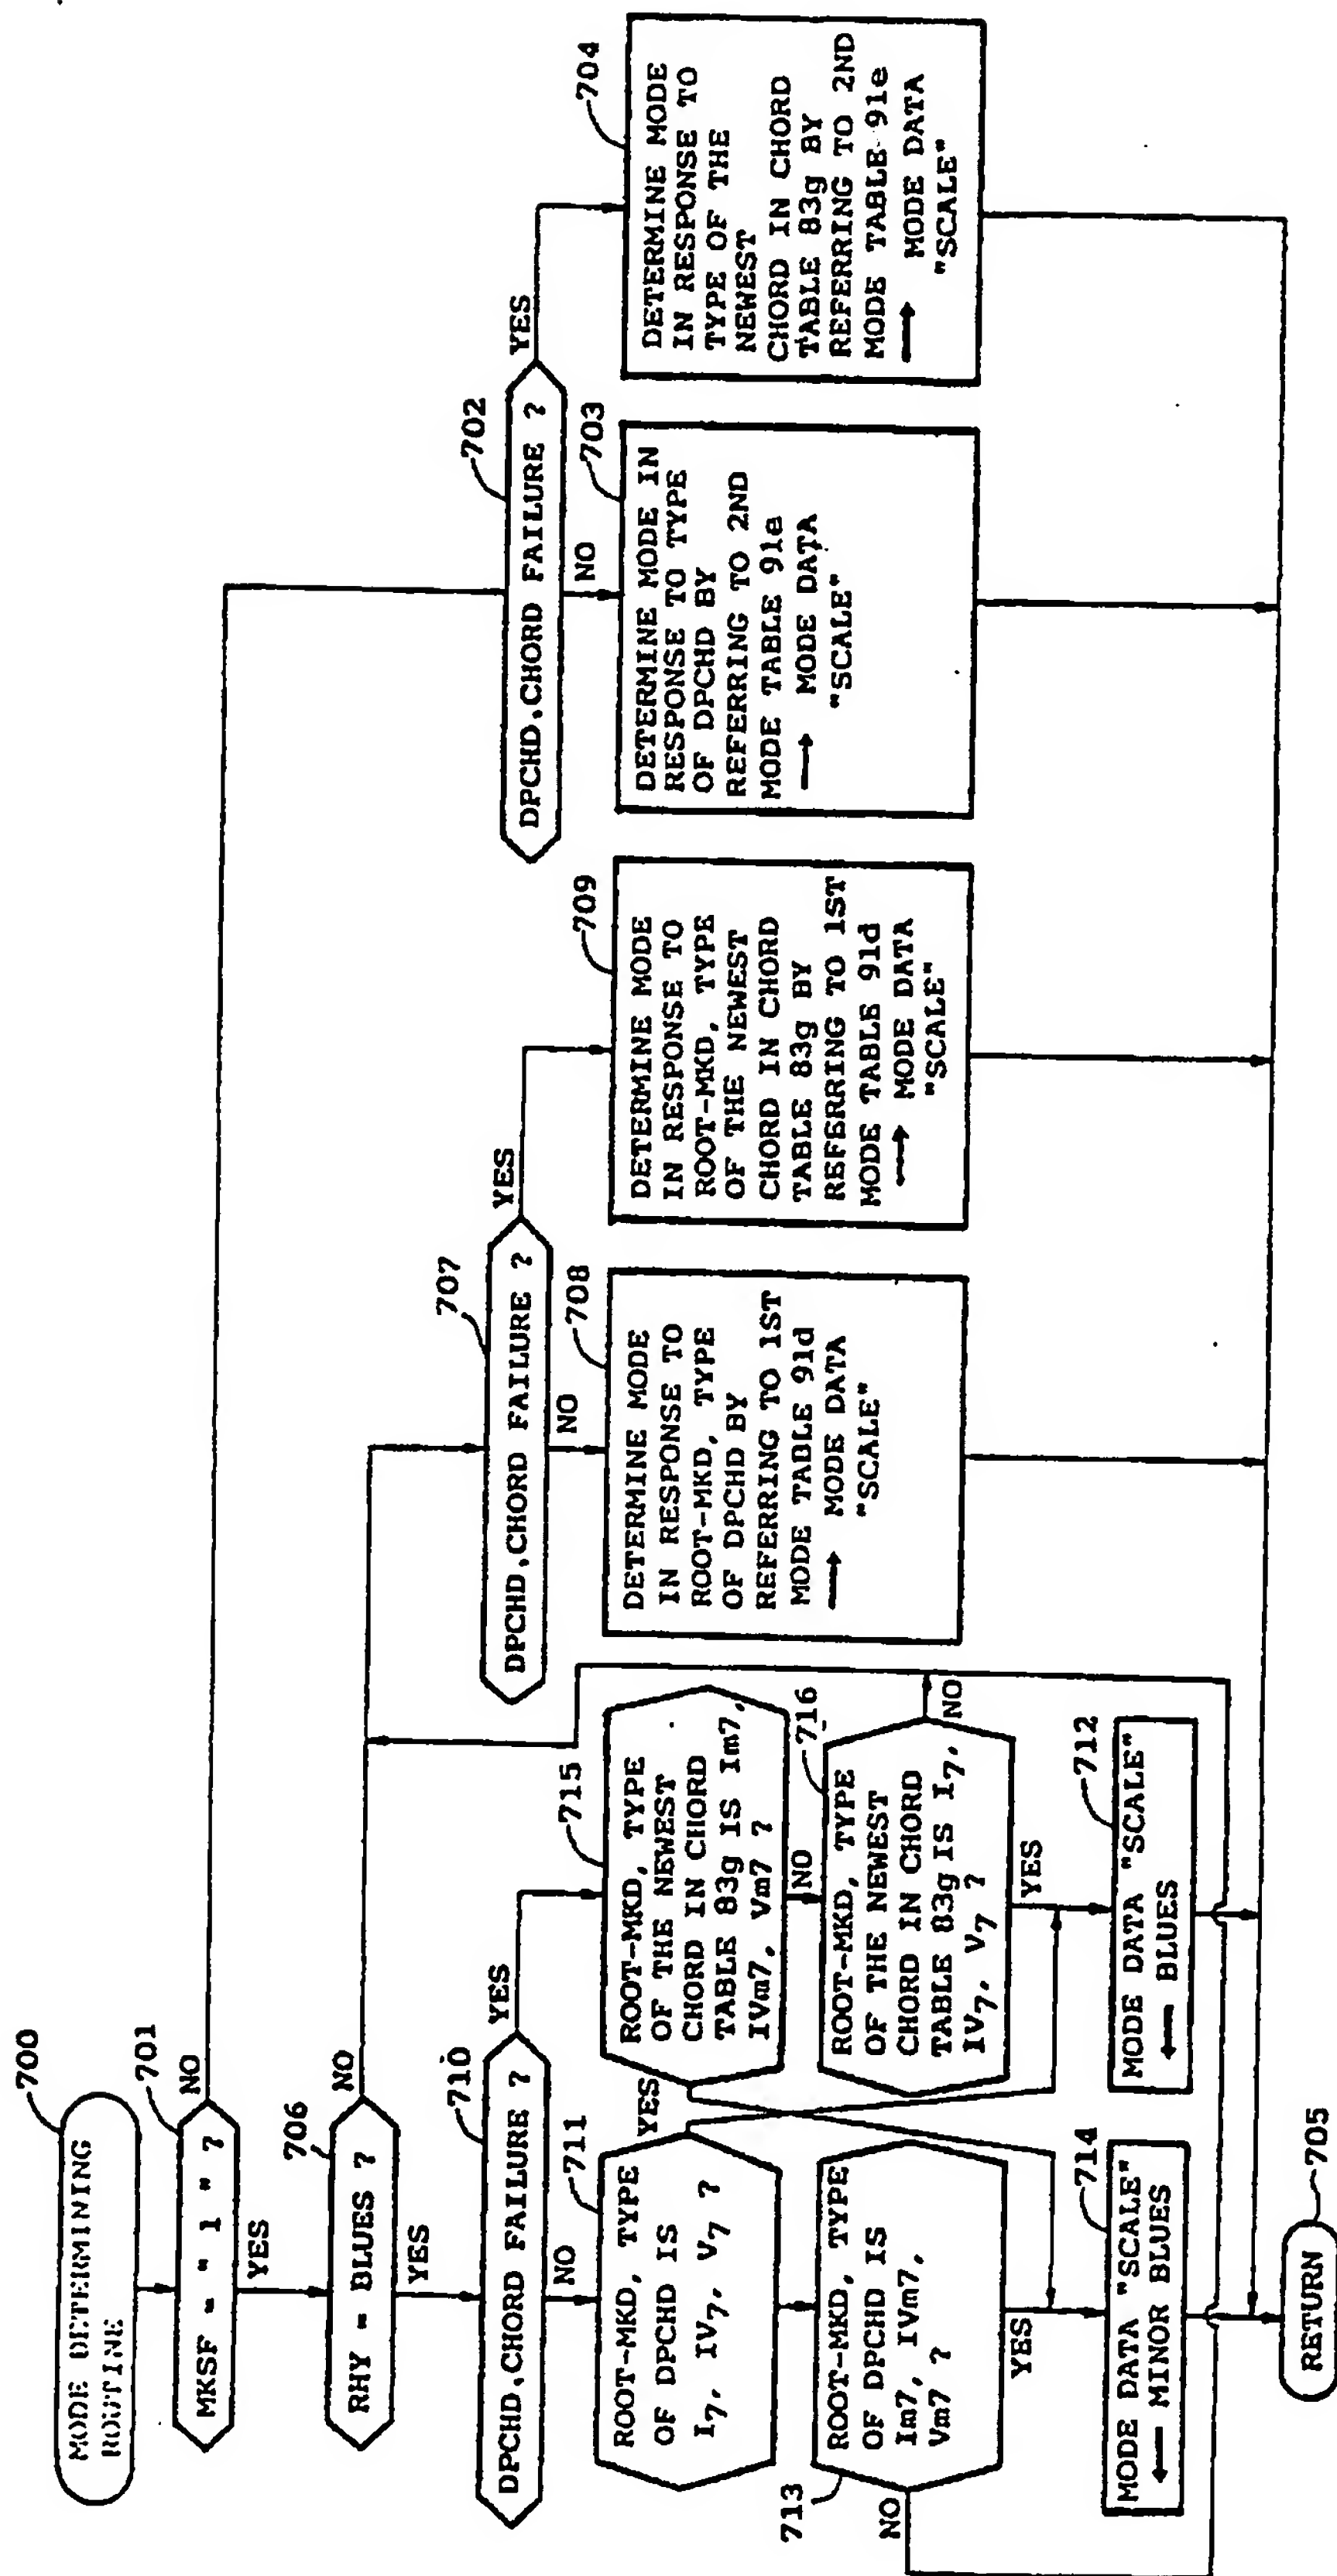 MODE DETERMINING
ROUTINE
700
MKSF = "1" ?
701
NO
YES
RHY = BLUES ?
706
NO
YES
DPCHD,CHORD FAILURE ?
710
YES
NO
ROOT-MKD, TYPE
OF DPCHD IS
I7, IV7, V7 ?
711
YES
ROOT-MKD, TYPE
OF DPCHD IS
Im7, IVm7,
Vm7 ?
713
NO
YES
MODE DATA "SCALE"
← MINOR BLUES
714
RETURN
705
ROOT-MKD, TYPE
OF THE NEWEST
CHORD IN CHORD
TABLE 83g IS Im7,
IVm7, Vm7 ?
715
NO
ROOT-MKD, TYPE
OF THE NEWEST
CHORD IN CHORD
TABLE 83g IS I7,
IV7, V7 ?
716
NO
YES
MODE DATA "SCALE"
← BLUES
712
DPCHD,CHORD FAILURE ?
707
YES
NO
DETERMINE MODE
IN RESPONSE TO
ROOT-MKD, TYPE
OF DPCHD BY
REFERRING TO 1ST
MODE TABLE 91d
→ MODE DATA
"SCALE"
708
DETERMINE MODE
IN RESPONSE TO
ROOT-MKD, TYPE
OF THE NEWEST
CHORD IN CHORD
TABLE 83g BY
REFERRING TO 1ST
MODE TABLE 91d
→ MODE DATA
"SCALE"
709
DPCHD,CHORD FAILURE ?
702
YES
NO
DETERMINE MODE IN
RESPONSE TO TYPE
OF DPCHD BY
REFERRING TO 2ND
MODE TABLE 91e
→ MODE DATA
"SCALE"
703
DETERMINE MODE
IN RESPONSE TO
TYPE OF THE
NEWEST
CHORD IN CHORD
TABLE 83g BY
REFERRING TO 2ND
MODE TABLE 91e
→ MODE DATA
"SCALE"
704